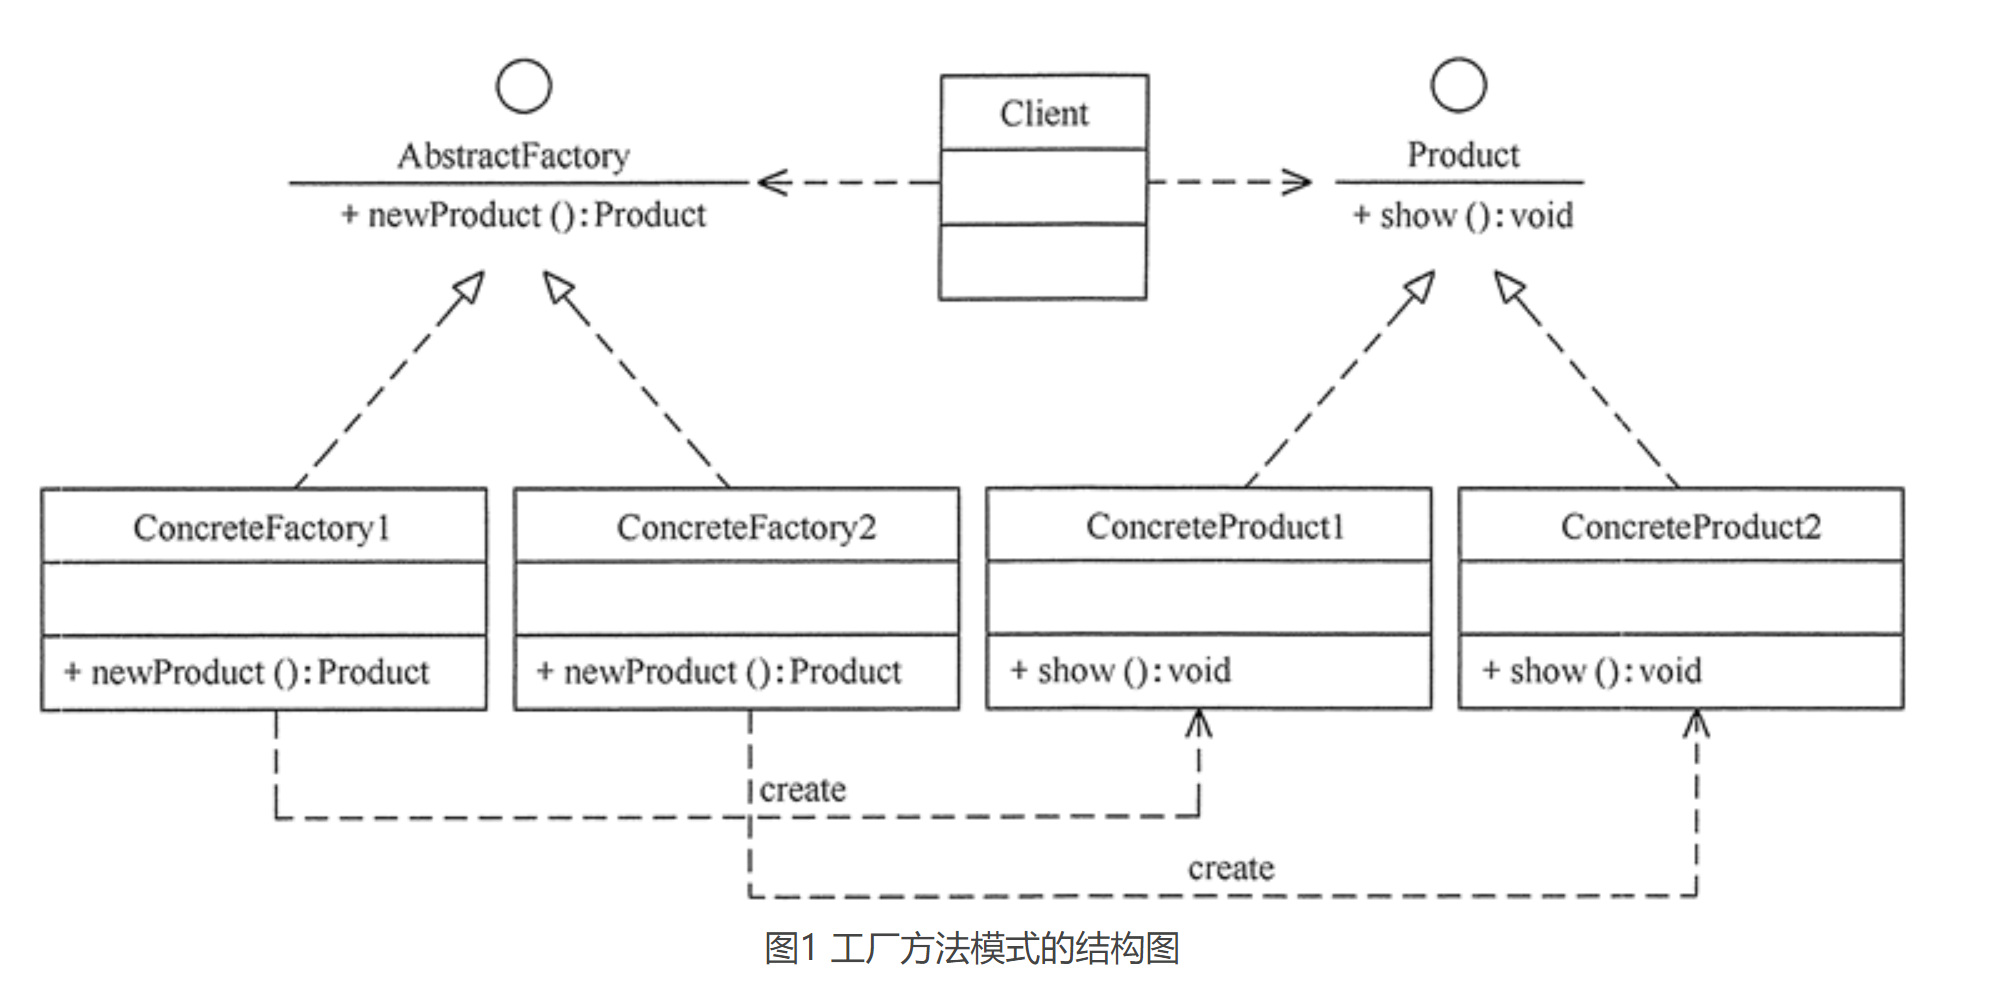 AbstractFactory
+ newProduct ():Product
Client
Product
+ show ():void
ConcreteFactory1
+ newProduct ():Product
ConcreteFactory2
+ newProduct ():Product
ConcreteProduct1
+ show ():void
ConcreteProduct2
+ show ():void
create
create
图1 工厂方法模式的结构图